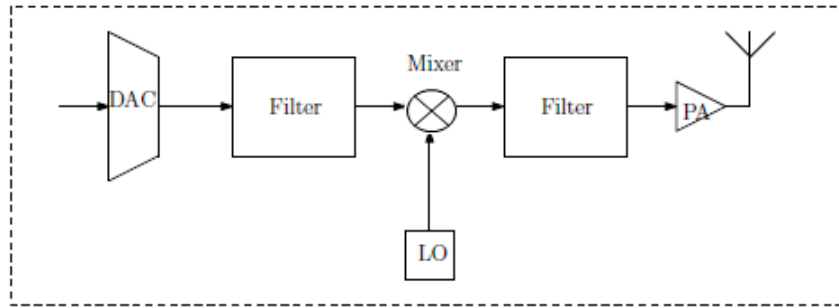 Mixer
DAC
Filter
Filter
PA
LO